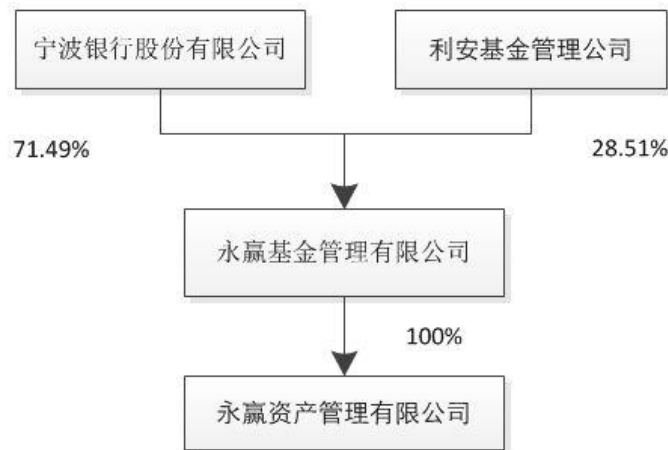 宁波银行股份有限公司
利安基金管理公司
71.49%
28.51%
永赢基金管理有限公司
100%
永赢资产管理有限公司